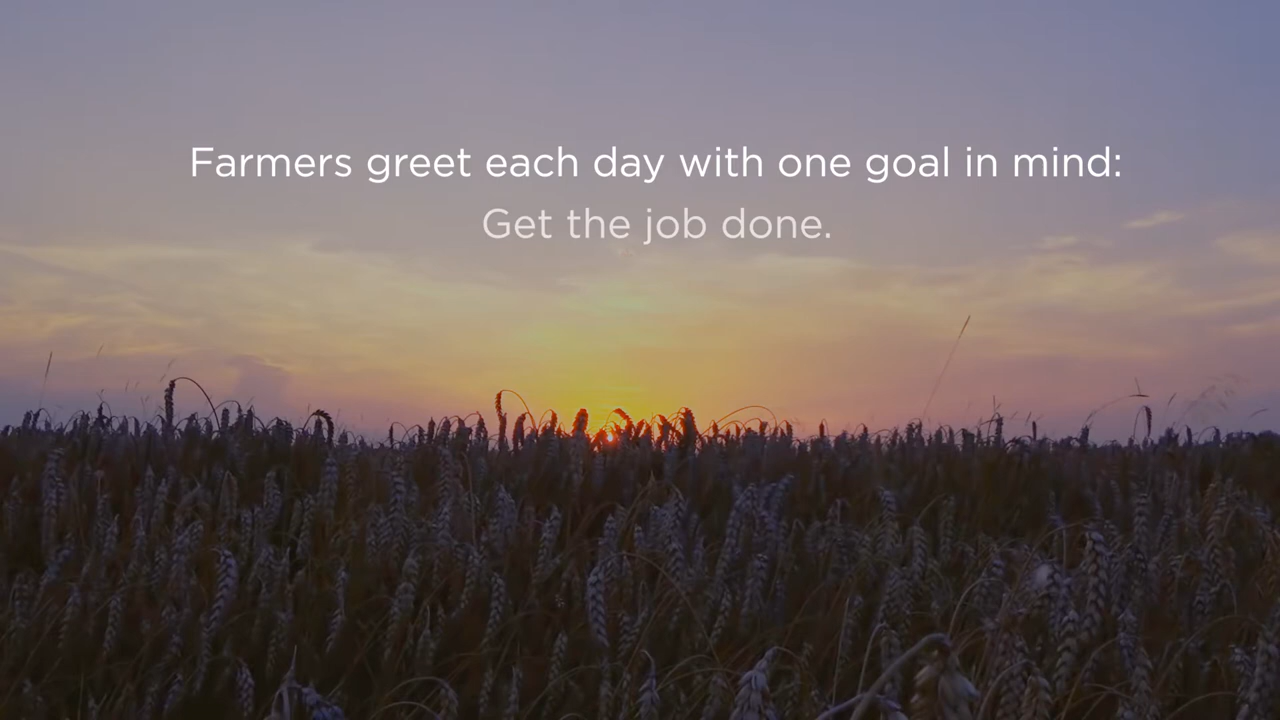 Farmers greet each day with one goal in mind:
Get the job done.